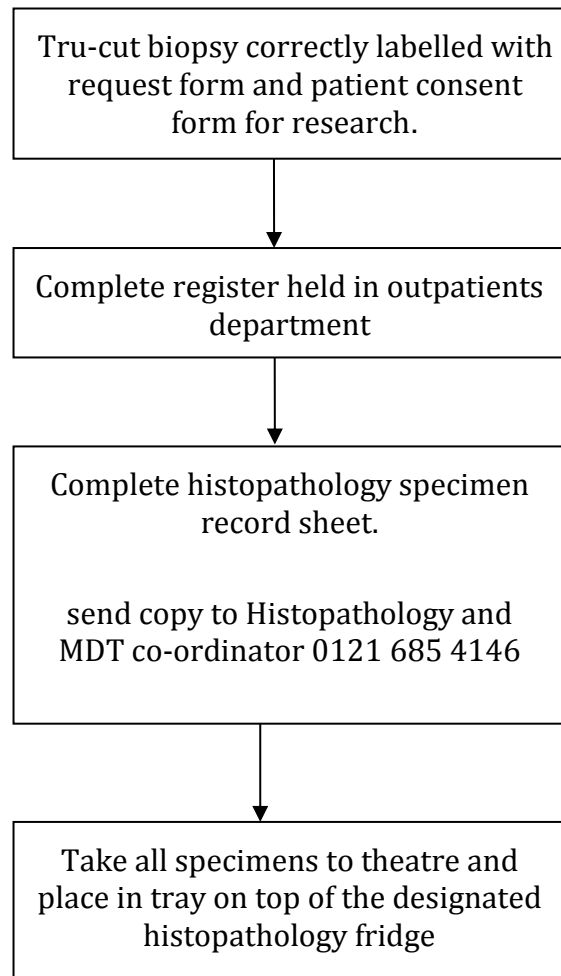 Tru-cut biopsy correctly labelled with
request form and patient consent
form for research.
Complete register held in outpatients
department
Complete histopathology specimen
record sheet.
send copy to Histopathology and
MDT co-ordinator 0121 685 4146
Take all specimens to theatre and
place in tray on top of the designated
histopathology fridge